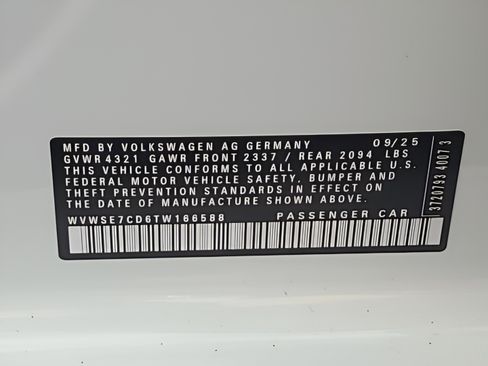 MFD BY VOLKSWAGEN AG GERMANY 09/25
GVWR 4321 GAWR FRONT 2337 / REAR 2094 LBS
THIS VEHICLE CONFORMS TO ALL APPLICABLE U.S.
FEDERAL MOTOR VEHICLE SAFETY. BUMPER AND
THEFT PREVENTION STANDARDS IN EFFECT ON
THE DATE OF MANUFACTURE SHOWN ABOVE.
WVWSE7CD6TW166588 PASSENGER CAR
3720793 4007 3